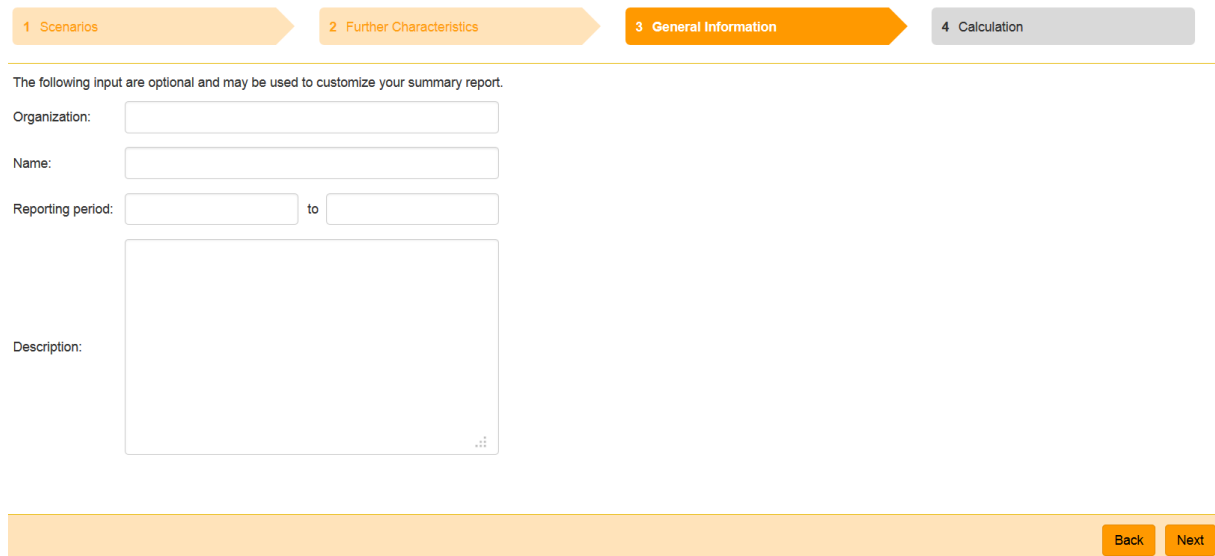 1 Scenarios
2 Further Characteristics
3 General Information
4 Calculation
The following input are optional and may be used to customize your summary report.
Organization:
Name:
Reporting period:
to
Description:
Back
Next